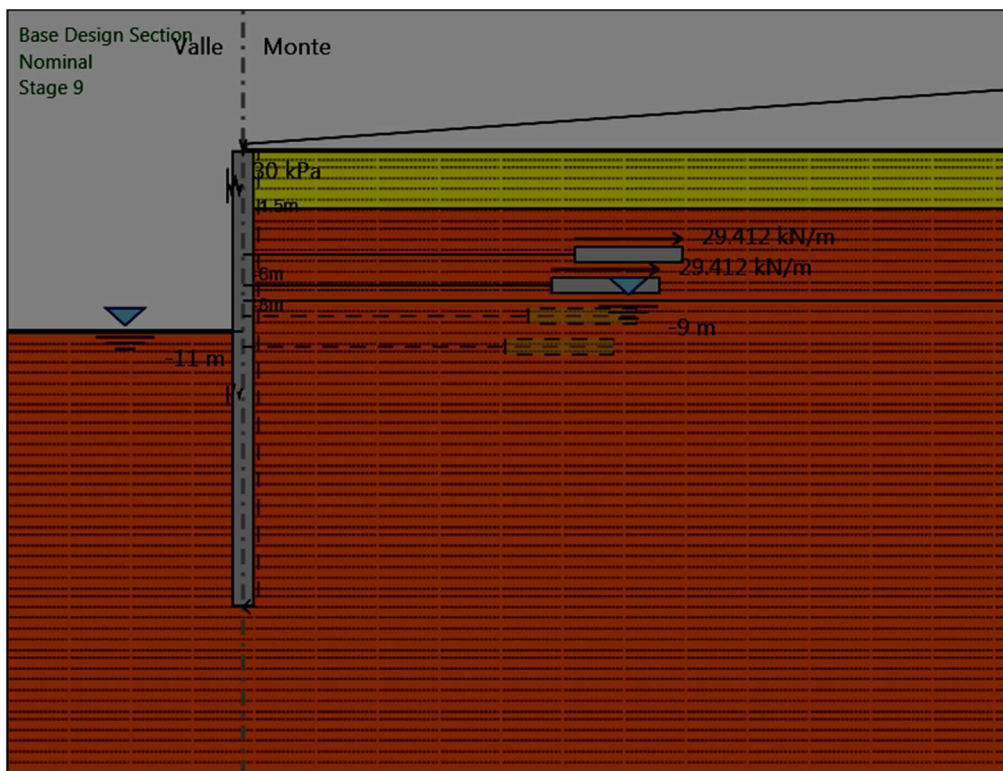 Base Design Section
Nominal
Stage 9
Valle
Monte
30 kPa
-1.5m
29.412 kN/m
29.412 kN/m
-6m
-8m
-9 m
-11 m